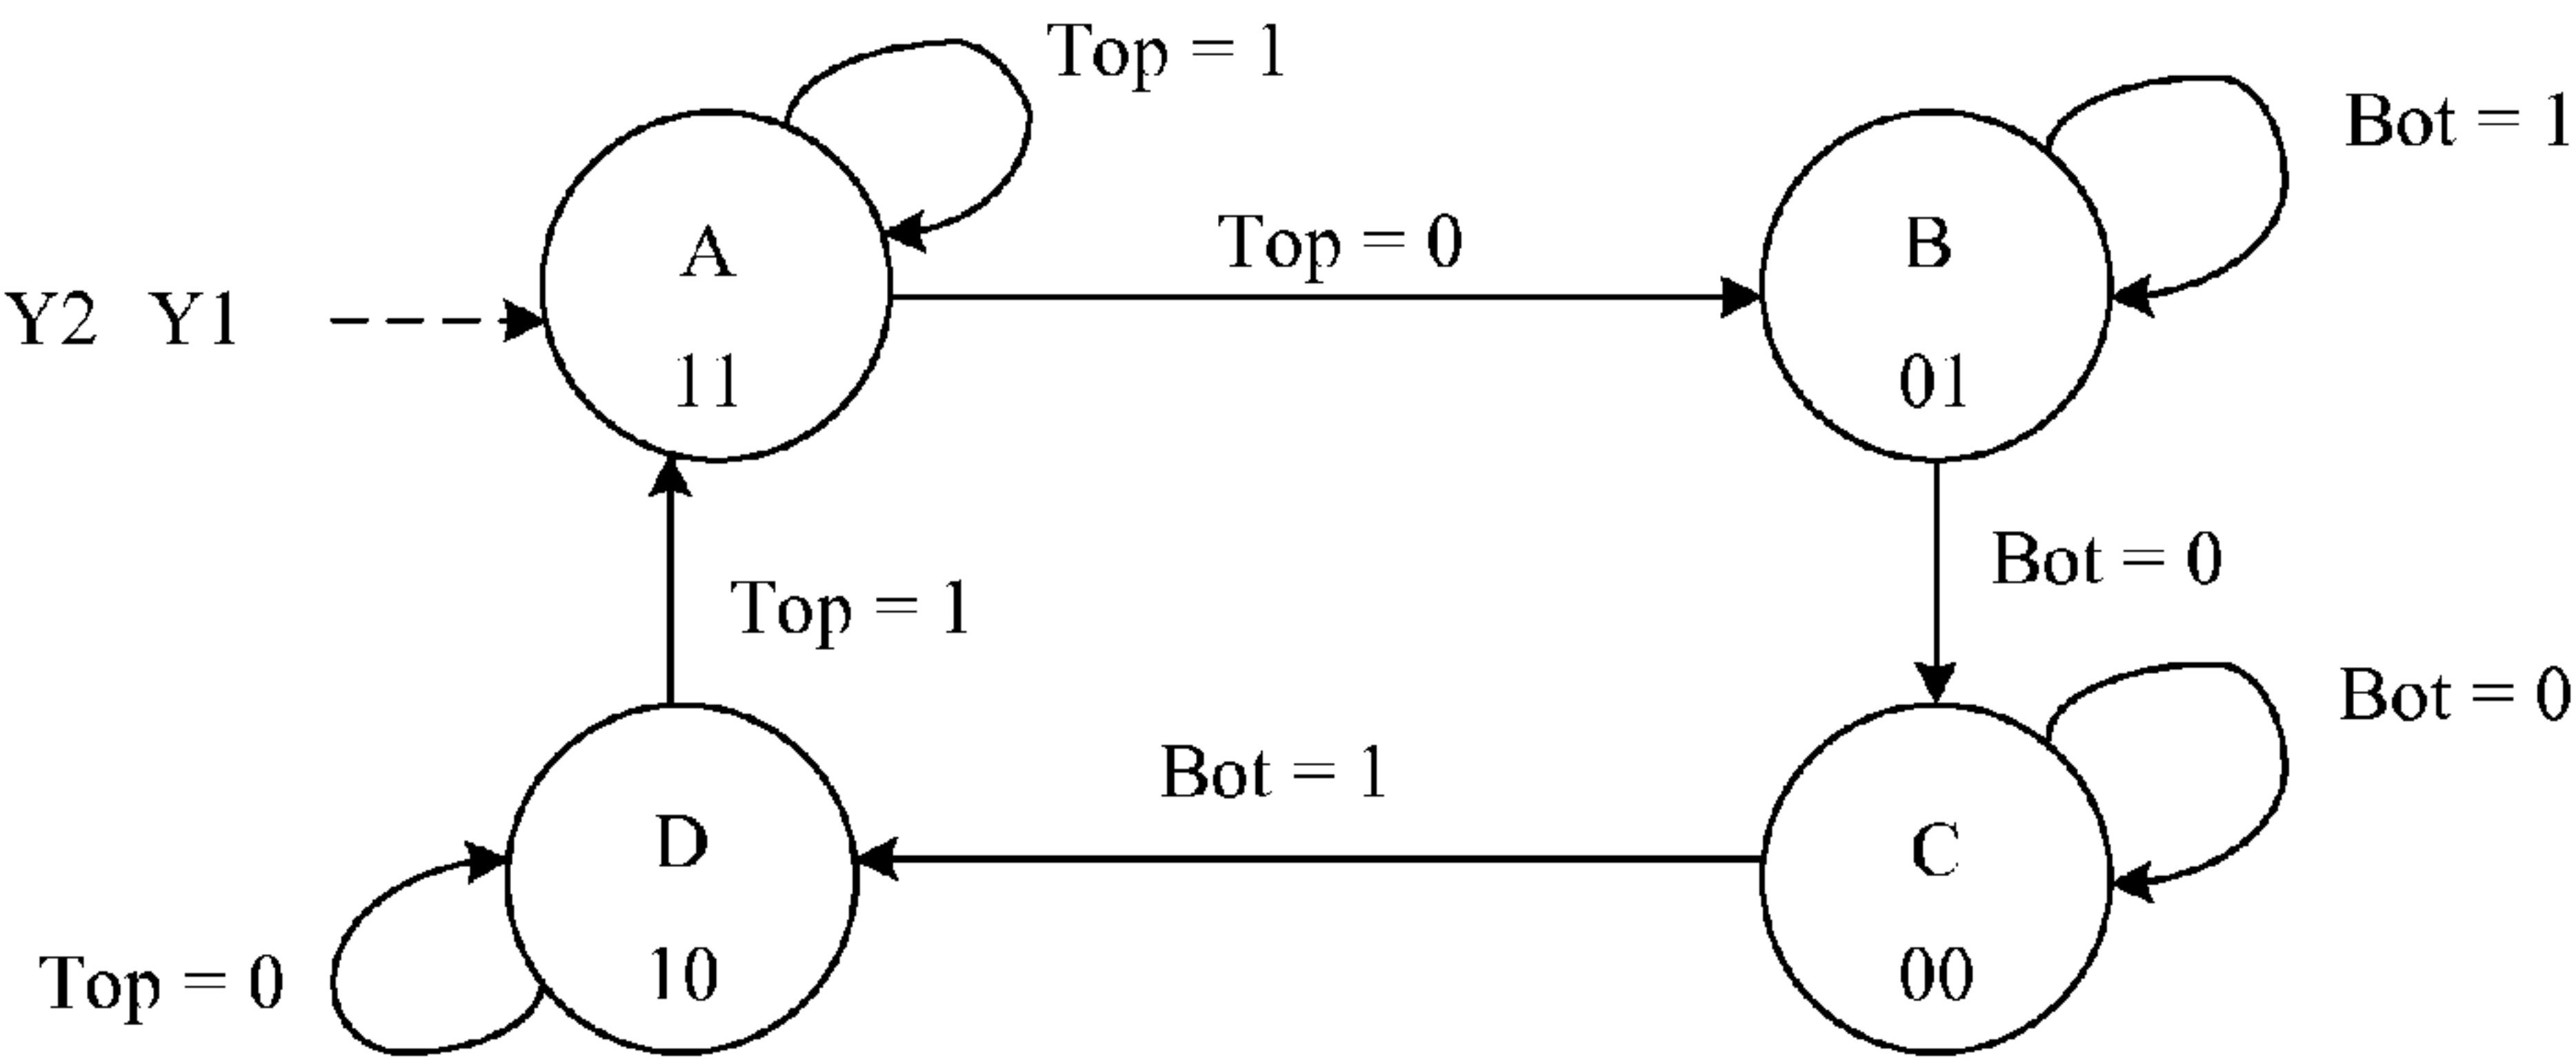 Top = 1
Bot = 1
A
Top = 0
B
Y2 Y1
11
01
Bot = 0
Top = 1
Bot = 0
Bot = 1
D
C
Top = 0
10
00